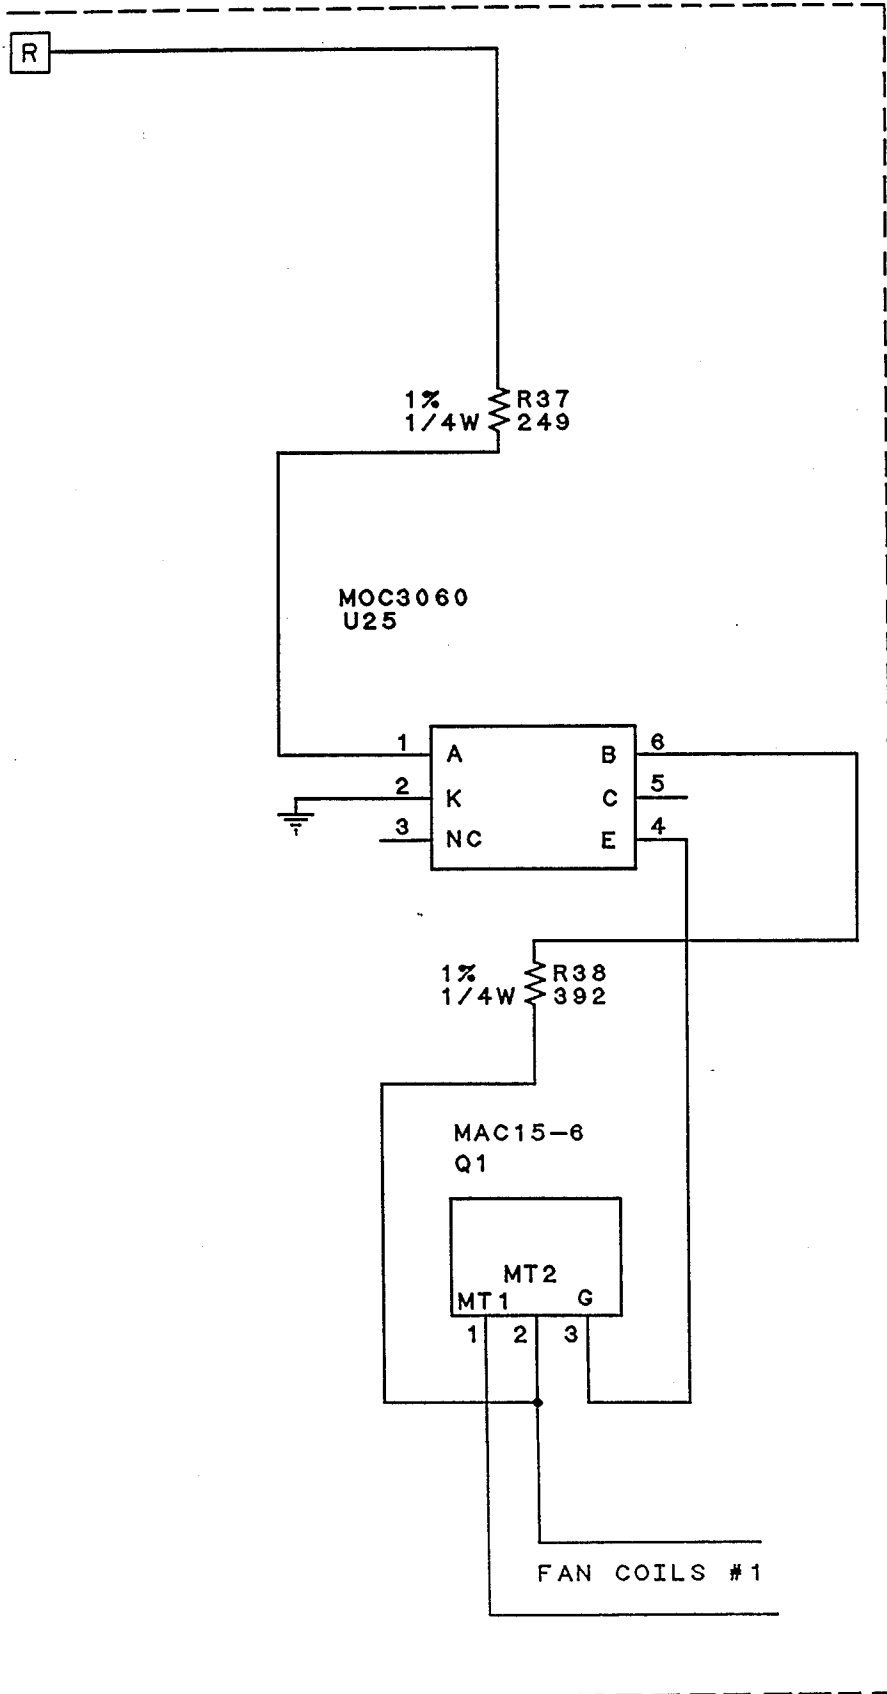 R
1% R37
1/4W 249
MOC3060
U25
1 A B 6
2 K C 5
3 NC E 4
1% R38
1/4W 392
MAC15-6
Q1
MT2
MT1 G
1 2 3
FAN COILS #1